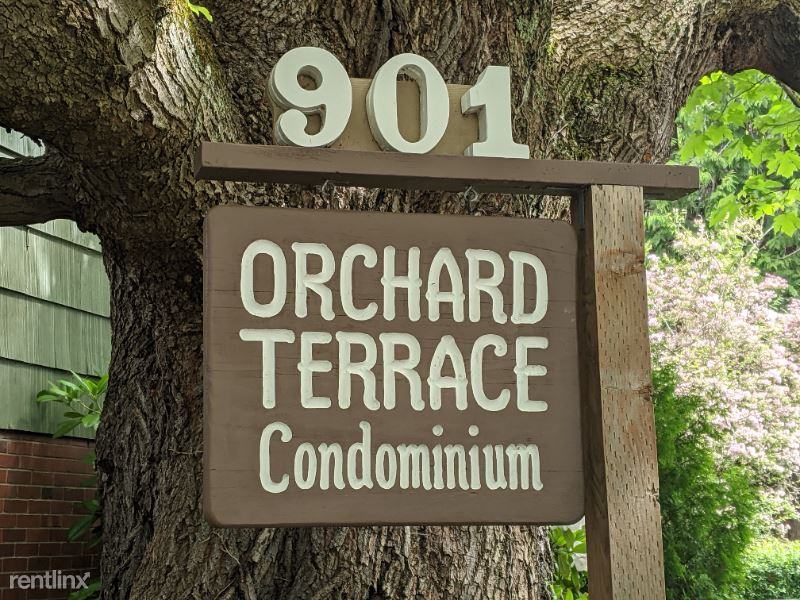 901
ORCHARD
TERRACE
Condominium
rentlinx